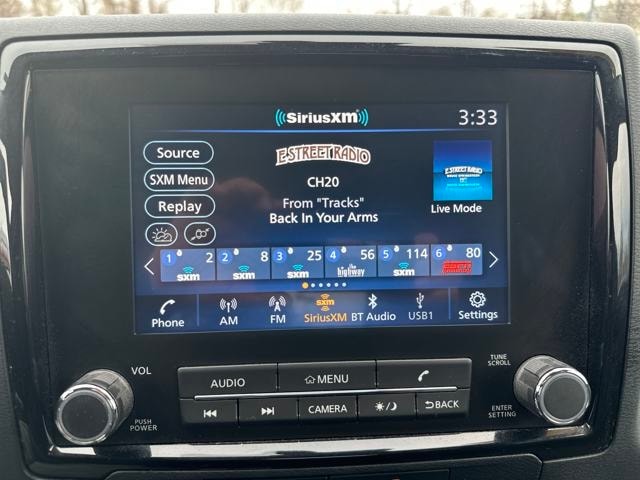 SiriusXM
3:33
Source
E STREET RADIO
E STREET RADIO
SXM Menu
CH20
From "Tracks"
Replay
Back In Your Arms
Live Mode
1 2 2 8 3 25 4 56 5 114 6 80
sxm sxm sxm the highway sxm
Phone AM FM SiriusXM BT Audio USB1 Settings
VOL
AUDIO MENU
TUNE SCROLL
CAMERA BACK
PUSH POWER
ENTER SETTING